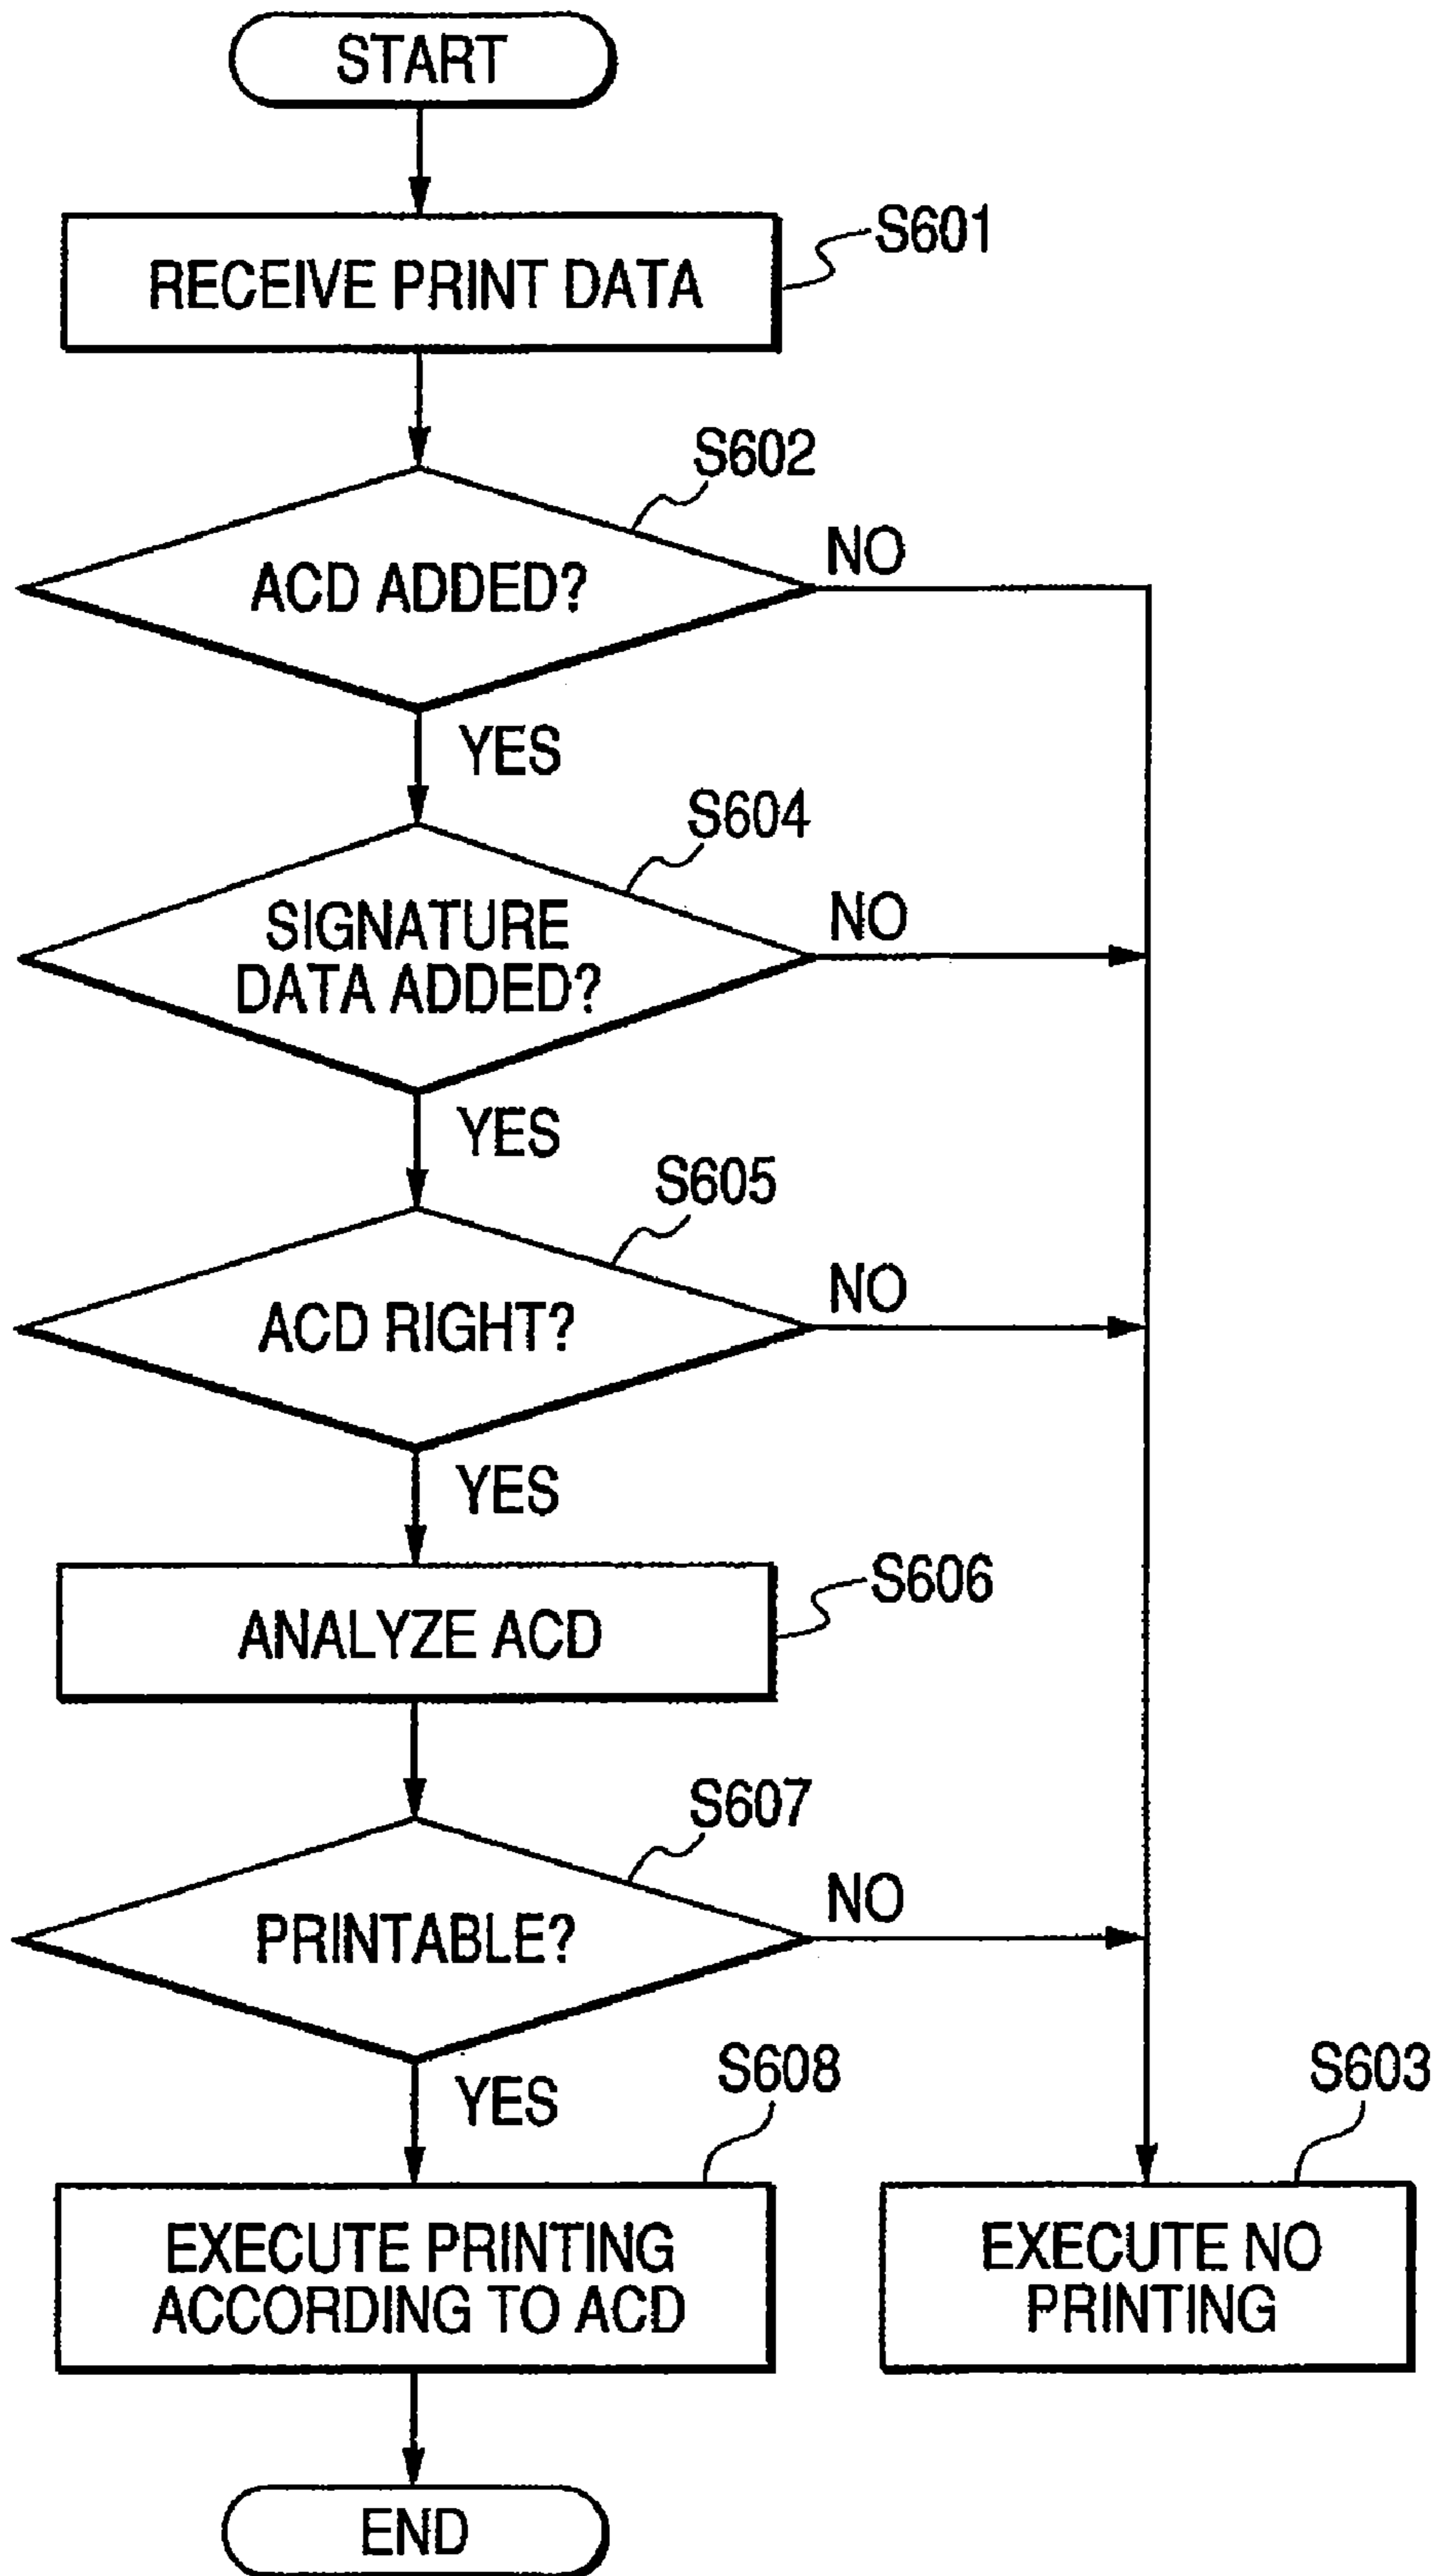 START
RECEIVE PRINT DATA
S601
S602
ACD ADDED?
NO
YES
S604
SIGNATURE
DATA ADDED?
NO
YES
S605
ACD RIGHT?
NO
YES
ANALYZE ACD
S606
S607
PRINTABLE?
NO
YES
S608
EXECUTE PRINTING
ACCORDING TO ACD
S603
EXECUTE NO
PRINTING
END